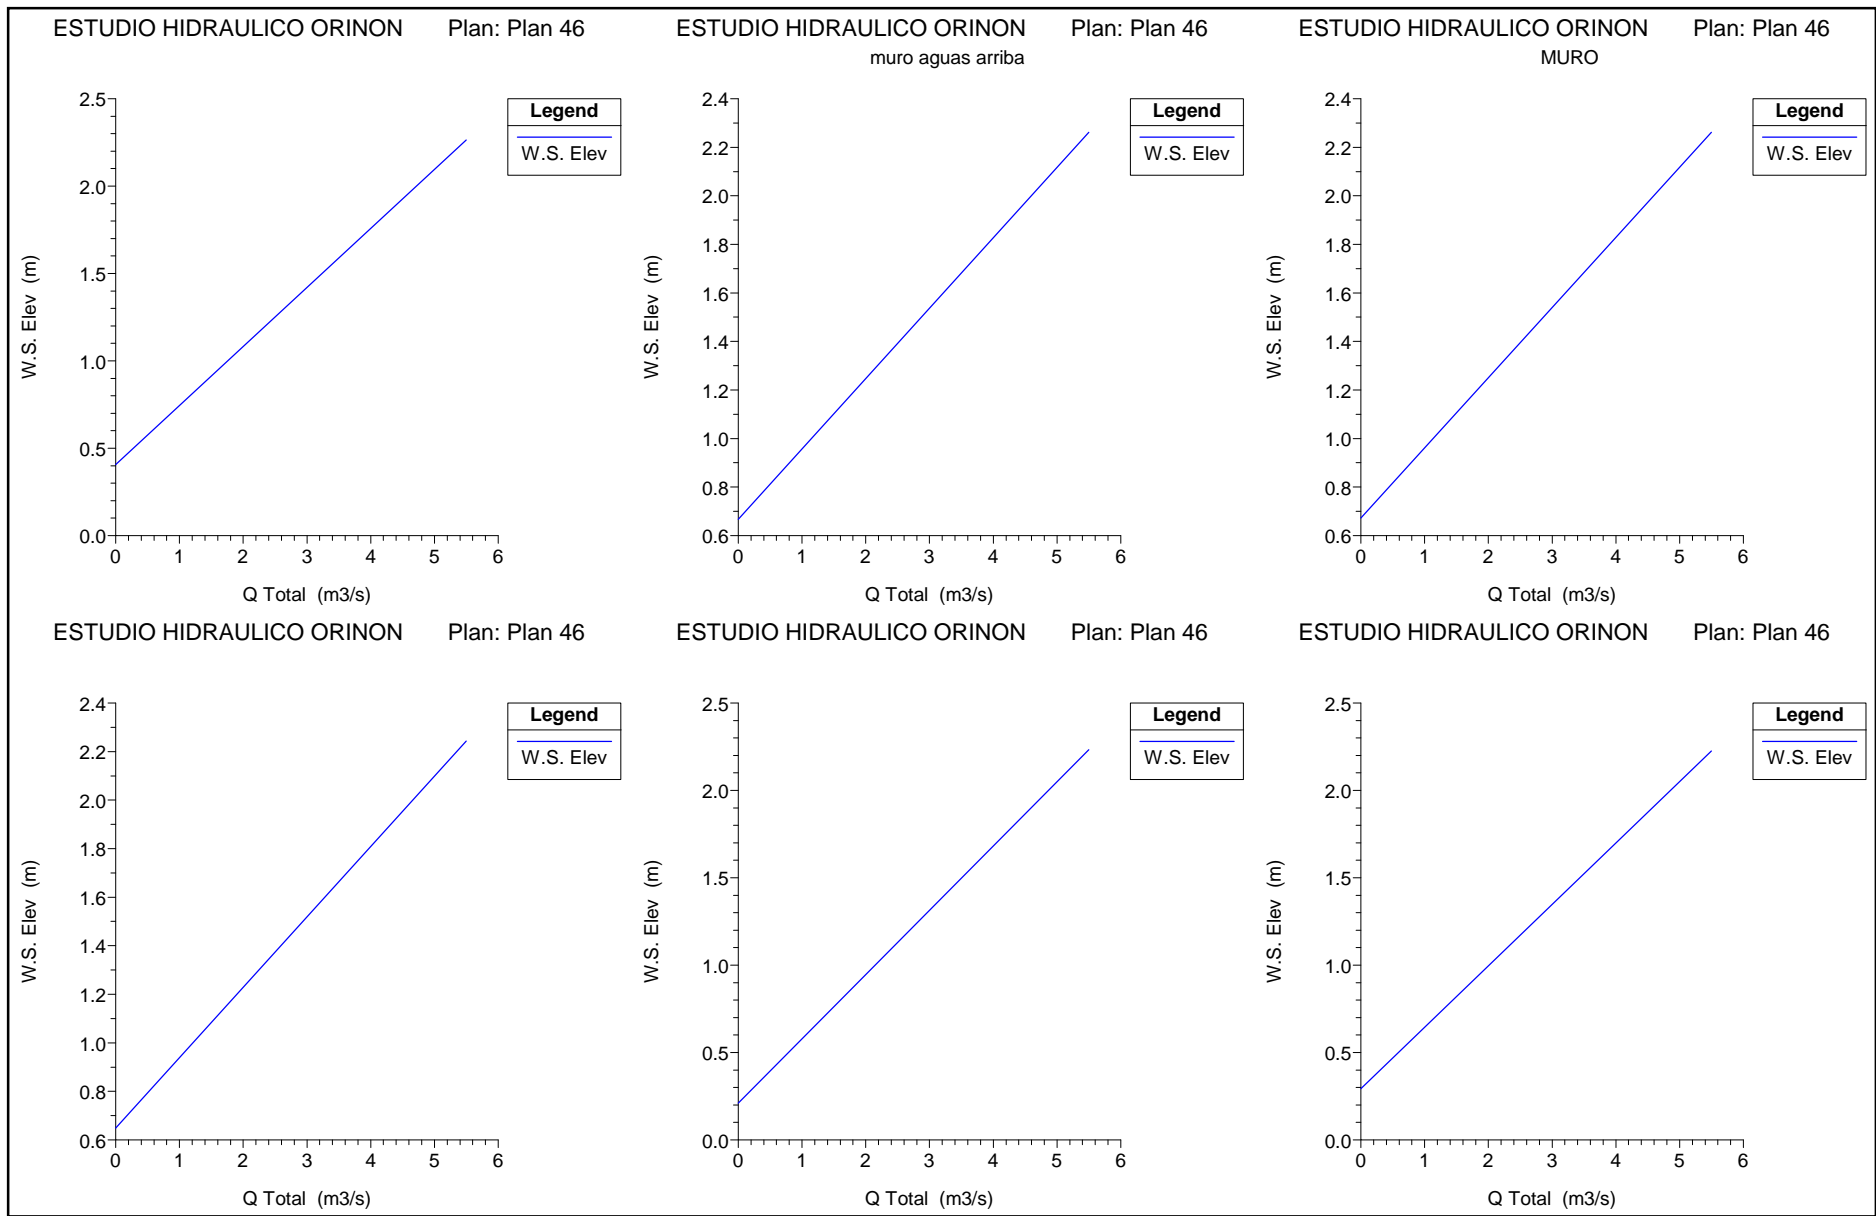 ESTUDIO HIDRAULICO ORINON Plan: Plan 46
2.5
2.0
1.5
1.0
0.5
0.0
W.S. Elev (m)
0 1 2 3 4 5 6
Q Total (m3/s)
Legend
W.S. Elev
ESTUDIO HIDRAULICO ORINON Plan: Plan 46
muro aguas arriba
2.4
2.2
2.0
1.8
1.6
1.4
1.2
1.0
0.8
0.6
W.S. Elev (m)
0 1 2 3 4 5 6
Q Total (m3/s)
Legend
W.S. Elev
ESTUDIO HIDRAULICO ORINON Plan: Plan 46
MURO
2.4
2.2
2.0
1.8
1.6
1.4
1.2
1.0
0.8
0.6
W.S. Elev (m)
0 1 2 3 4 5 6
Q Total (m3/s)
Legend
W.S. Elev
ESTUDIO HIDRAULICO ORINON Plan: Plan 46
2.4
2.2
2.0
1.8
1.6
1.4
1.2
1.0
0.8
0.6
W.S. Elev (m)
0 1 2 3 4 5 6
Q Total (m3/s)
Legend
W.S. Elev
ESTUDIO HIDRAULICO ORINON Plan: Plan 46
2.5
2.0
1.5
1.0
0.5
0.0
W.S. Elev (m)
0 1 2 3 4 5 6
Q Total (m3/s)
Legend
W.S. Elev
ESTUDIO HIDRAULICO ORINON Plan: Plan 46
2.5
2.0
1.5
1.0
0.5
0.0
W.S. Elev (m)
0 1 2 3 4 5 6
Q Total (m3/s)
Legend
W.S. Elev